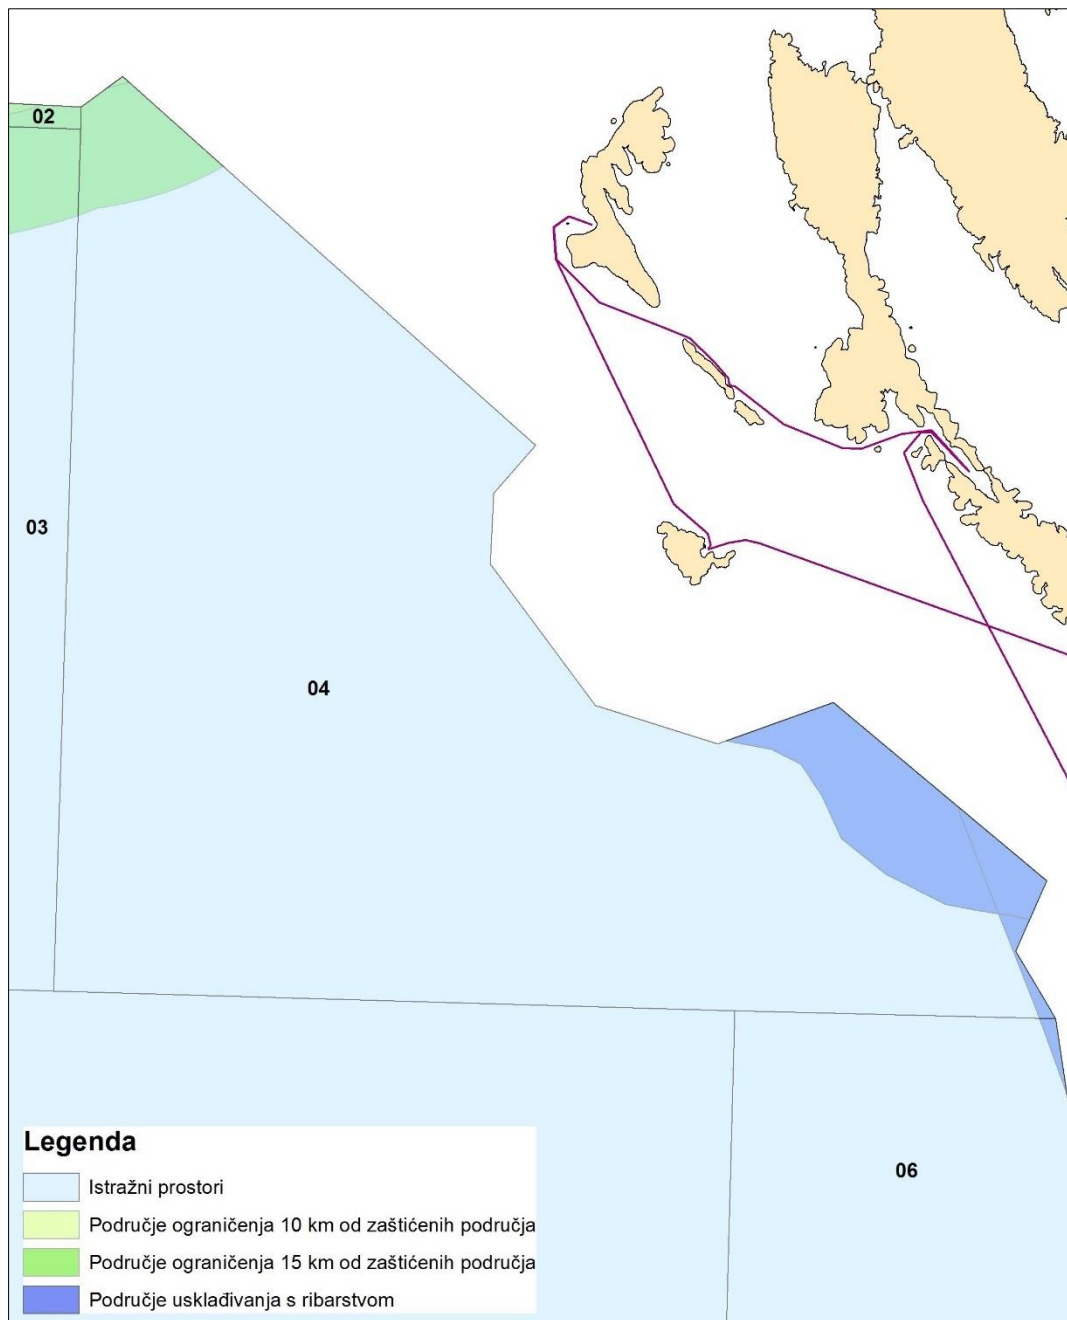 02
03
04
06
Legenda
Istražni prostori
Područje ograničenja 10 km od zaštićenih područja
Područje ograničenja 15 km od zaštićenih područja
Područje usklađivanja s ribarstvom